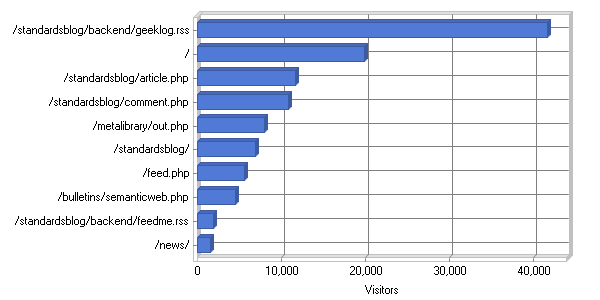 /standardsblog/backend/geeklog.rss
/
/standardsblog/article.php
/standardsblog/comment.php
/metalibrary/out.php
/standardsblog/
/feed.php
/bulletins/semanticweb.php
/standardsblog/backend/feedme.rss
/news/
0 10,000 20,000 30,000 40,000
Visitors